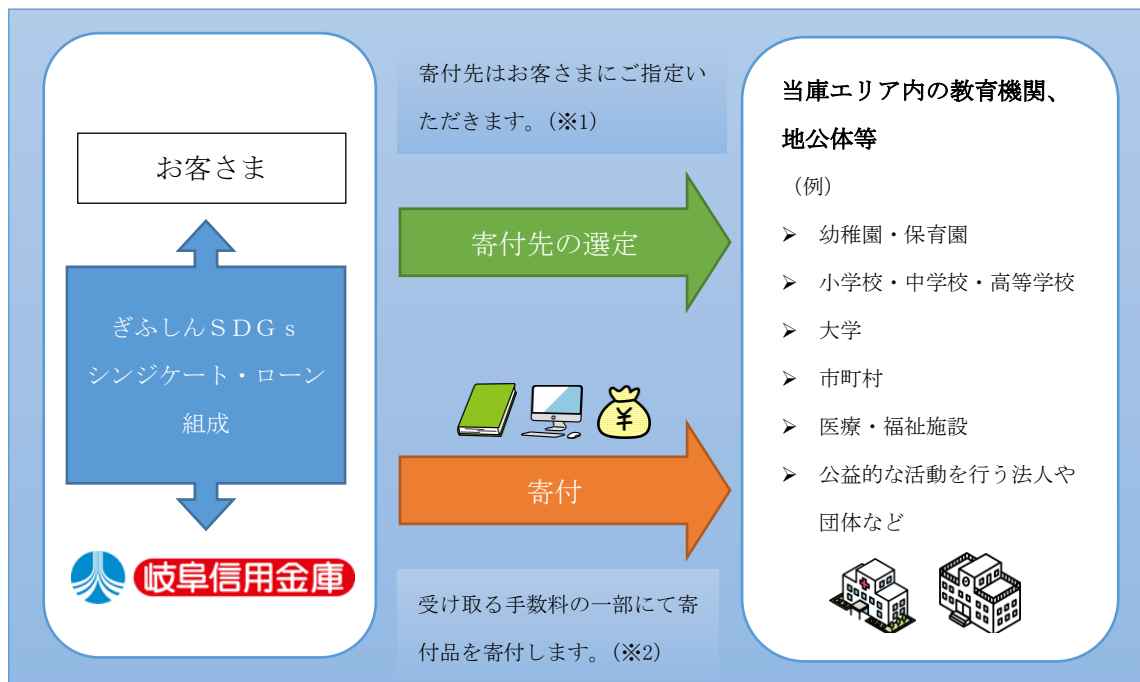 お客さま
ぎふしんＳＤＧｓ
シンジケート・ローン
組成
岐阜信用金庫
寄付先はお客さまにご指定い
ただきます。（※1）
寄付先の選定
¥
寄付
受け取る手数料の一部にて寄
付品を寄付します。（※2）
当庫エリア内の教育機関、
地公体等
（例）
➢ 幼稚園・保育園
➢ 小学校・中学校・高等学校
➢ 大学
➢ 市町村
➢ 医療・福祉施設
➢ 公益的な活動を行う法人や
団体など